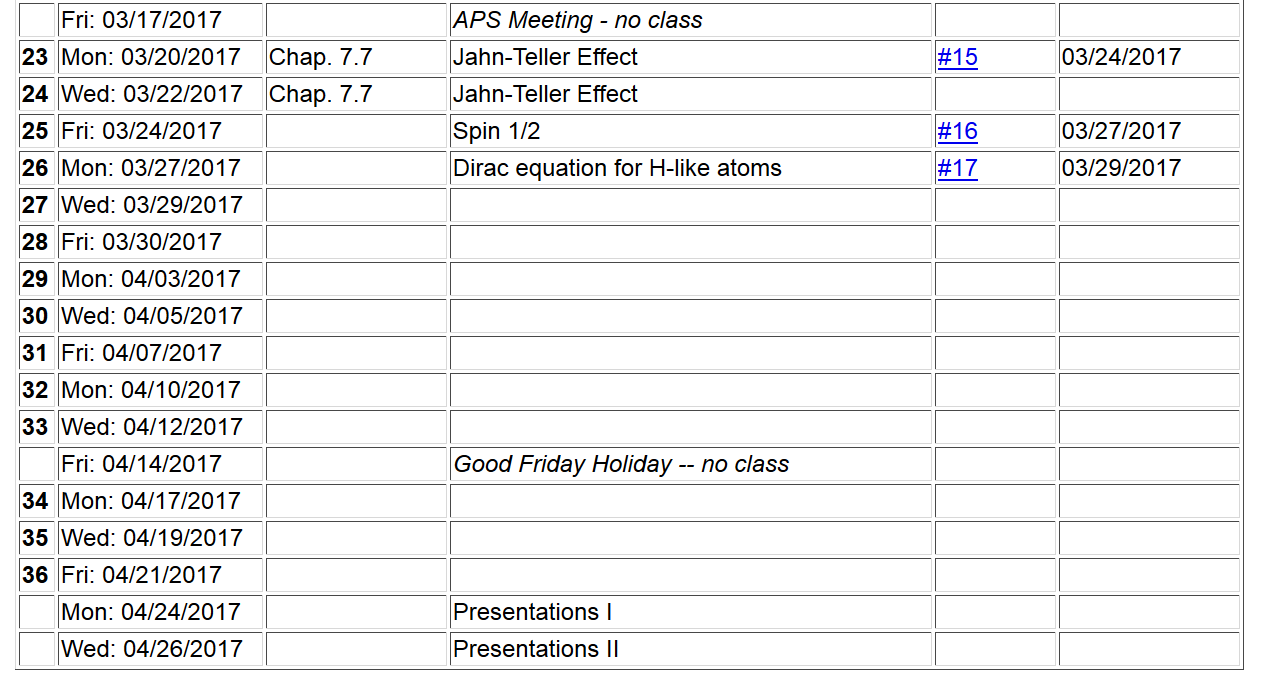 Fri: 03/17/2017 APS Meeting - no class
23 Mon: 03/20/2017 Chap. 7.7 Jahn-Teller Effect #15 03/24/2017
24 Wed: 03/22/2017 Chap. 7.7 Jahn-Teller Effect
25 Fri: 03/24/2017 Spin 1/2 #16 03/27/2017
26 Mon: 03/27/2017 Dirac equation for H-like atoms #17 03/29/2017
27 Wed: 03/29/2017
28 Fri: 03/30/2017
29 Mon: 04/03/2017
30 Wed: 04/05/2017
31 Fri: 04/07/2017
32 Mon: 04/10/2017
33 Wed: 04/12/2017
Fri: 04/14/2017 Good Friday Holiday -- no class
34 Mon: 04/17/2017
35 Wed: 04/19/2017
36 Fri: 04/21/2017
Mon: 04/24/2017 Presentations I
Wed: 04/26/2017 Presentations II